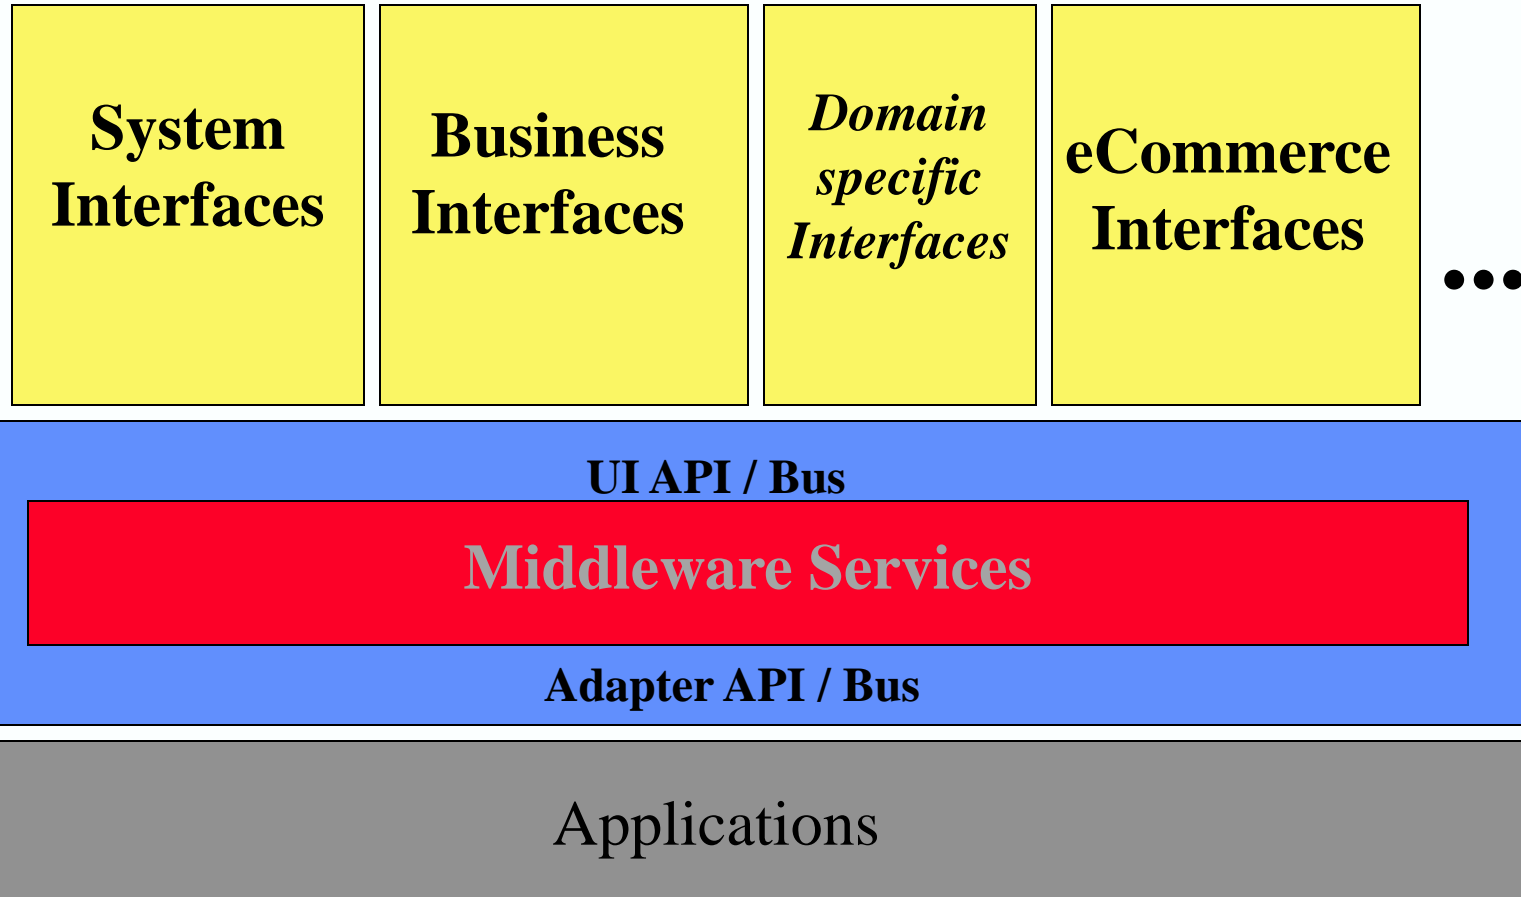 System
Interfaces
Business
Interfaces
Domain
specific
Interfaces
eCommerce
Interfaces
...
UI API / Bus
Middleware Services
Adapter API / Bus
Applications